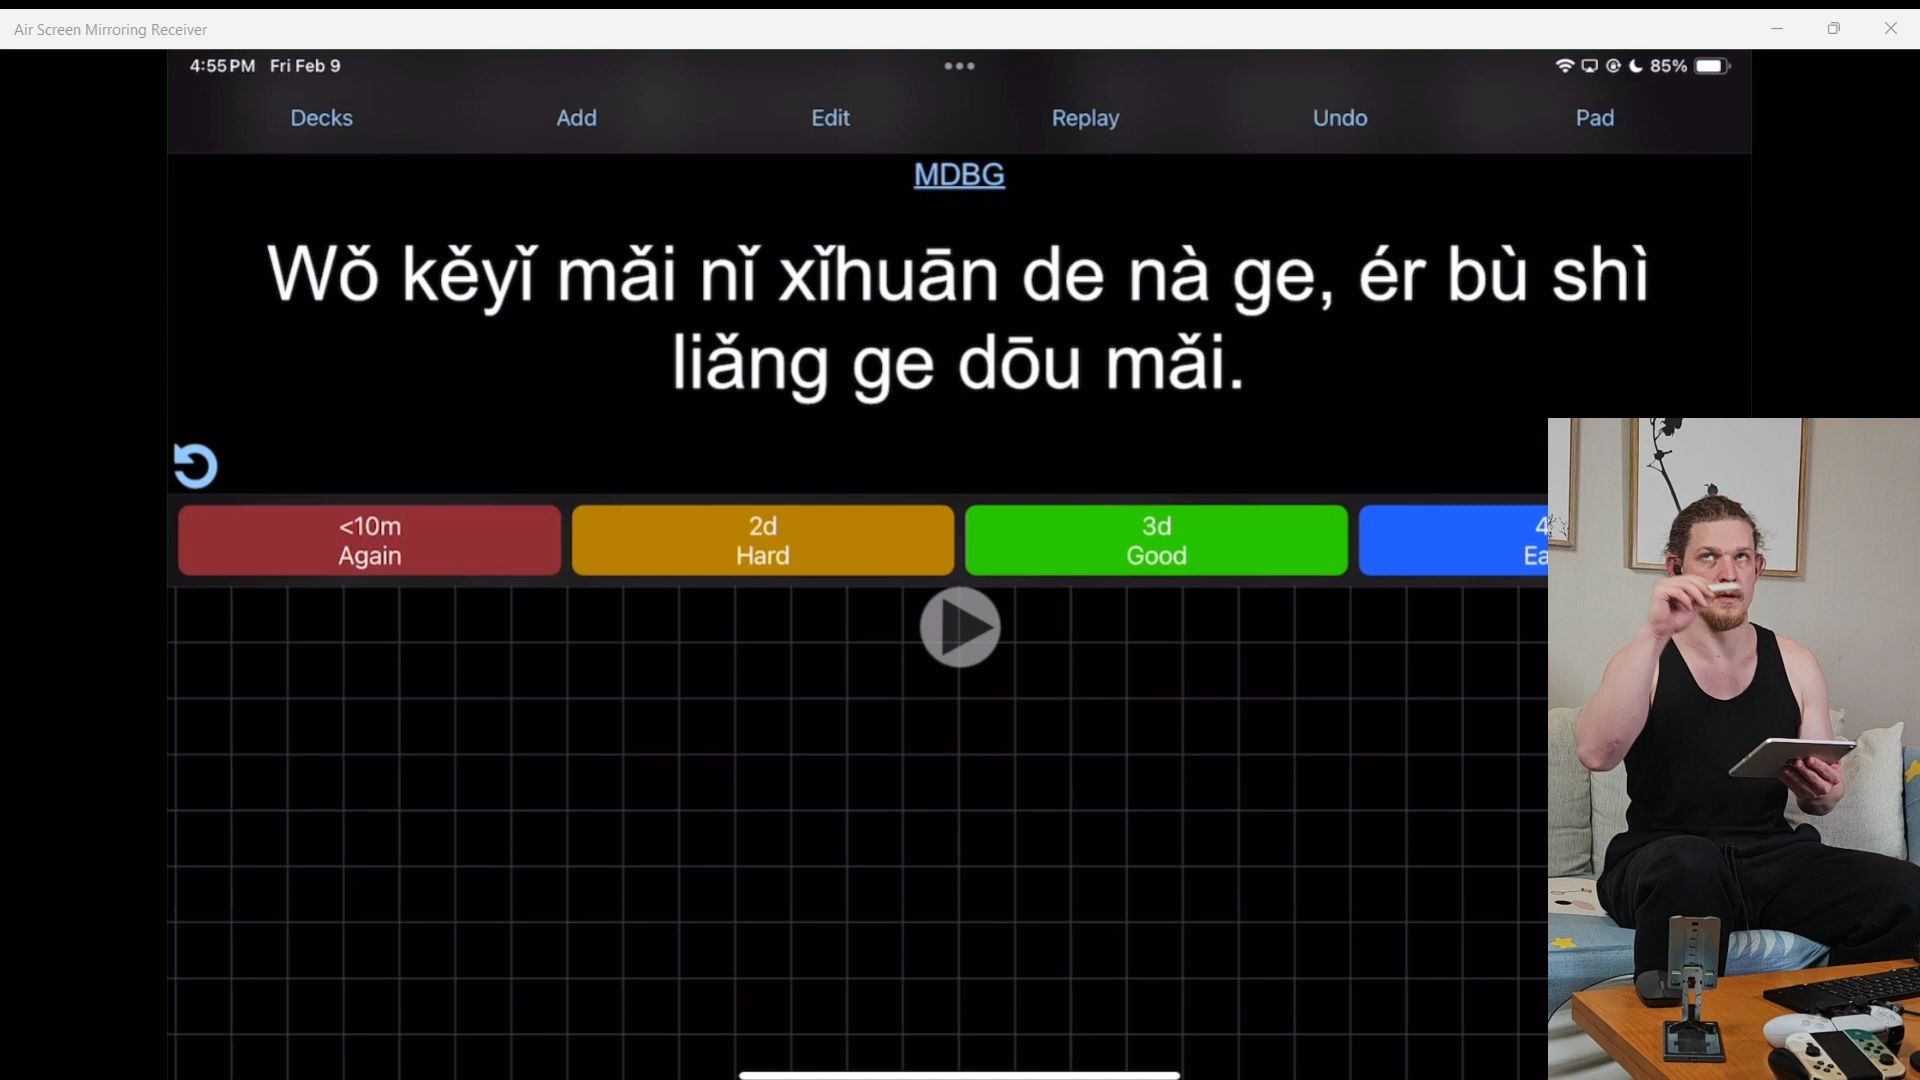 Air Screen Mirroring Receiver
4:55 PM Fri Feb 9
85%
Decks Add Edit Replay Undo Pad
MDBG
Wǒ kěyǐ mǎi nǐ xǐhuān de nà ge, ér bù shì
liǎng ge dōu mǎi.
<10m 2d 3d 4
Again Hard Good Ea